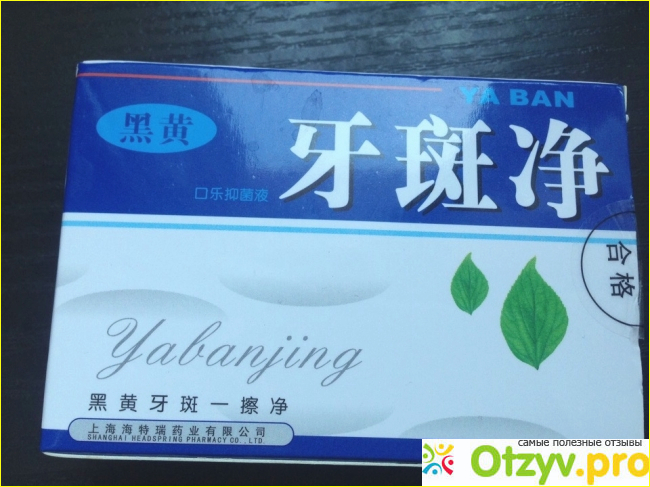 YA BAN
黑黄
牙斑净
口乐抑菌液
合格
Yabanjing
黑黄牙斑一擦净
上海海特瑞药业有限公司
SHANGHAI HEADSPRING PHARMACY CO., LTD.
самые полезные отзывы
Otzyv.pro